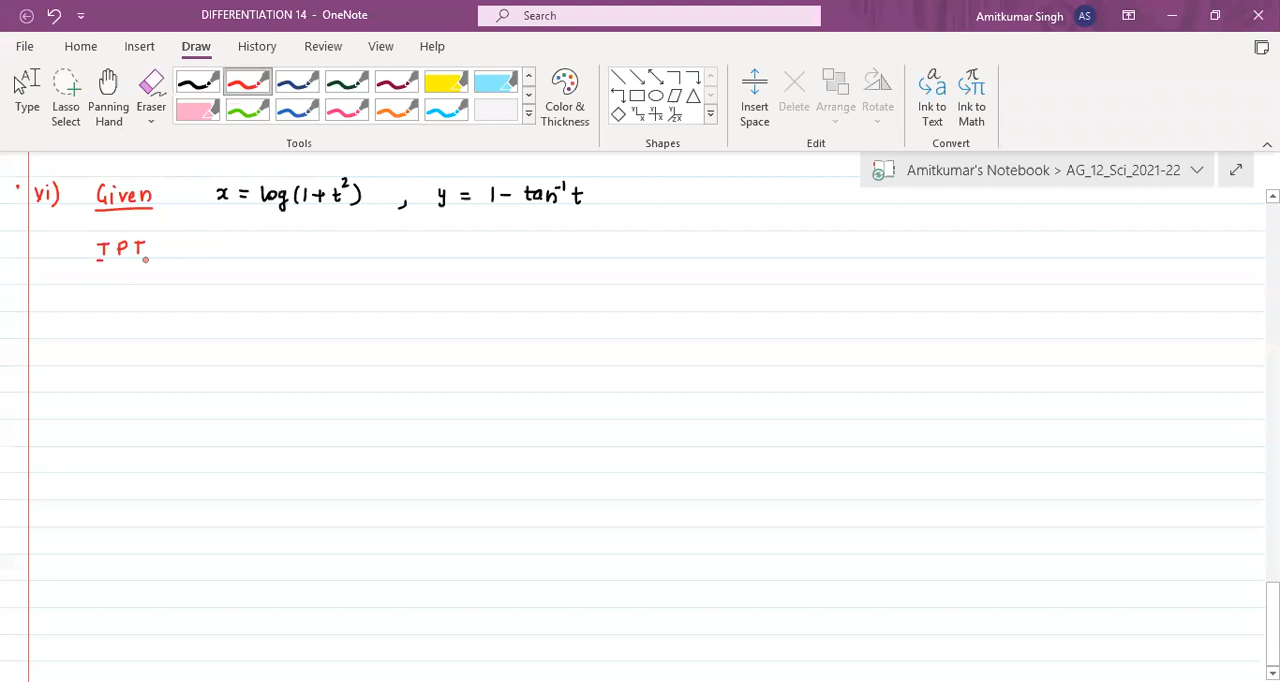 DIFFERENTIATION 14 - OneNote
Search
Amitkumar Singh AS
File Home Insert Draw History Review View Help
Type
Lasso Select
Panning Hand
Eraser
Color & Thickness
Insert Space
Delete
Arrange
Rotate
Ink to Text
Ink to Math
Tools
Shapes
Edit
Convert
Amitkumar's Notebook > AG_12_Sci_2021-22
vi) Given x = log(1+t²) , y = 1 - tan⁻¹ t
TPT